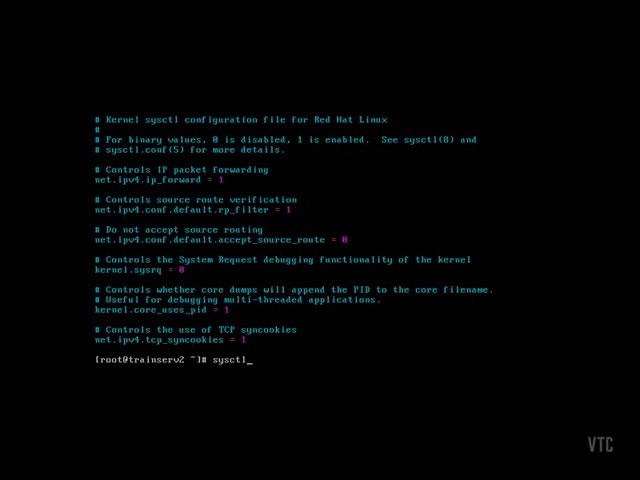 # Kernel sysctl configuration file for Red Hat Linux
#
# For binary values, 0 is disabled, 1 is enabled.  See sysctl(8) and
# sysctl.conf(5) for more details.
# Controls IP packet forwarding
net.ipv4.ip_forward = 1
# Controls source route verification
net.ipv4.conf.default.rp_filter = 1
# Do not accept source routing
net.ipv4.conf.default.accept_source_route = 0
# Controls the System Request debugging functionality of the kernel
kernel.sysrq = 0
# Controls whether core dumps will append the PID to the core filename.
# Useful for debugging multi-threaded applications.
kernel.core_uses_pid = 1
# Controls the use of TCP syncookies
net.ipv4.tcp_syncookies = 1
[root@trainserv2 ~]# sysctl_
VTC